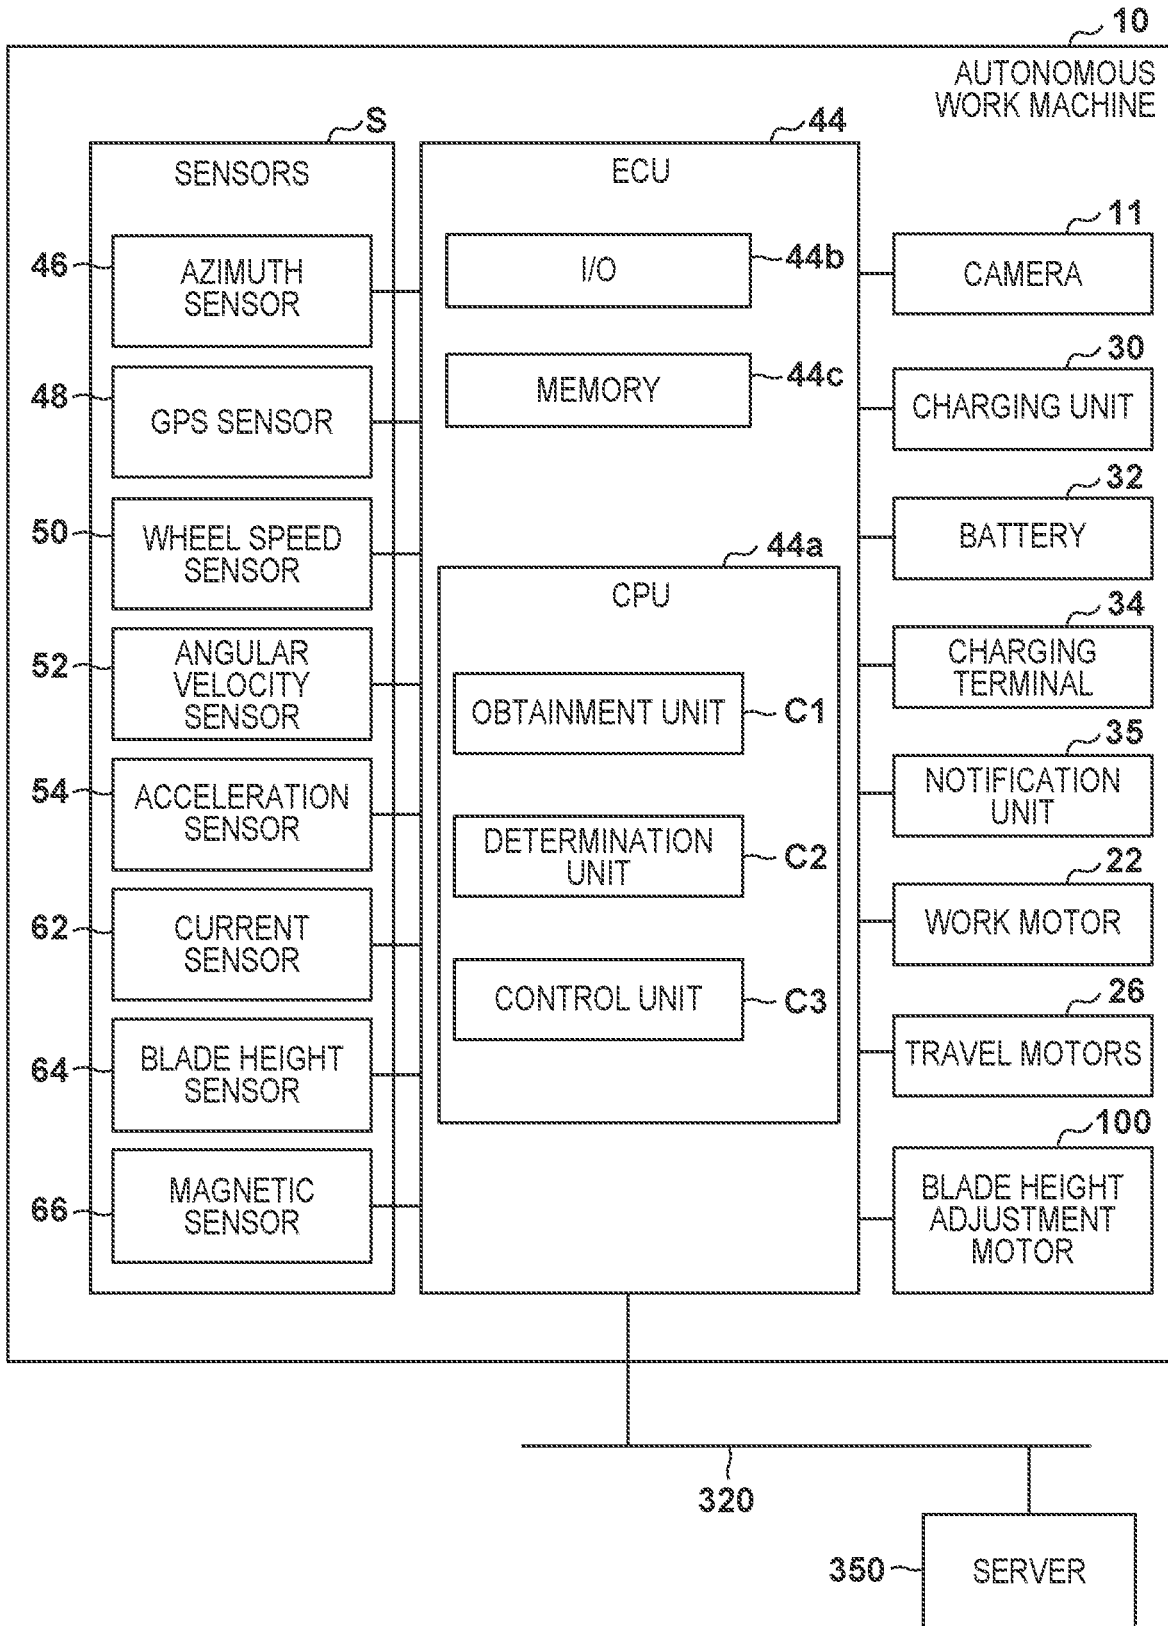 10
AUTONOMOUS
WORK MACHINE
S
SENSORS
46
AZIMUTH
SENSOR
48
GPS SENSOR
50
WHEEL SPEED
SENSOR
52
ANGULAR
VELOCITY
SENSOR
54
ACCELERATION
SENSOR
62
CURRENT
SENSOR
64
BLADE HEIGHT
SENSOR
66
MAGNETIC
SENSOR
44
ECU
I/O
44b
MEMORY
44c
44a
CPU
OBTAINMENT UNIT
C1
DETERMINATION
UNIT
C2
CONTROL UNIT
C3
11
CAMERA
30
CHARGING UNIT
32
BATTERY
34
CHARGING
TERMINAL
35
NOTIFICATION
UNIT
22
WORK MOTOR
26
TRAVEL MOTORS
100
BLADE HEIGHT
ADJUSTMENT
MOTOR
320
350
SERVER